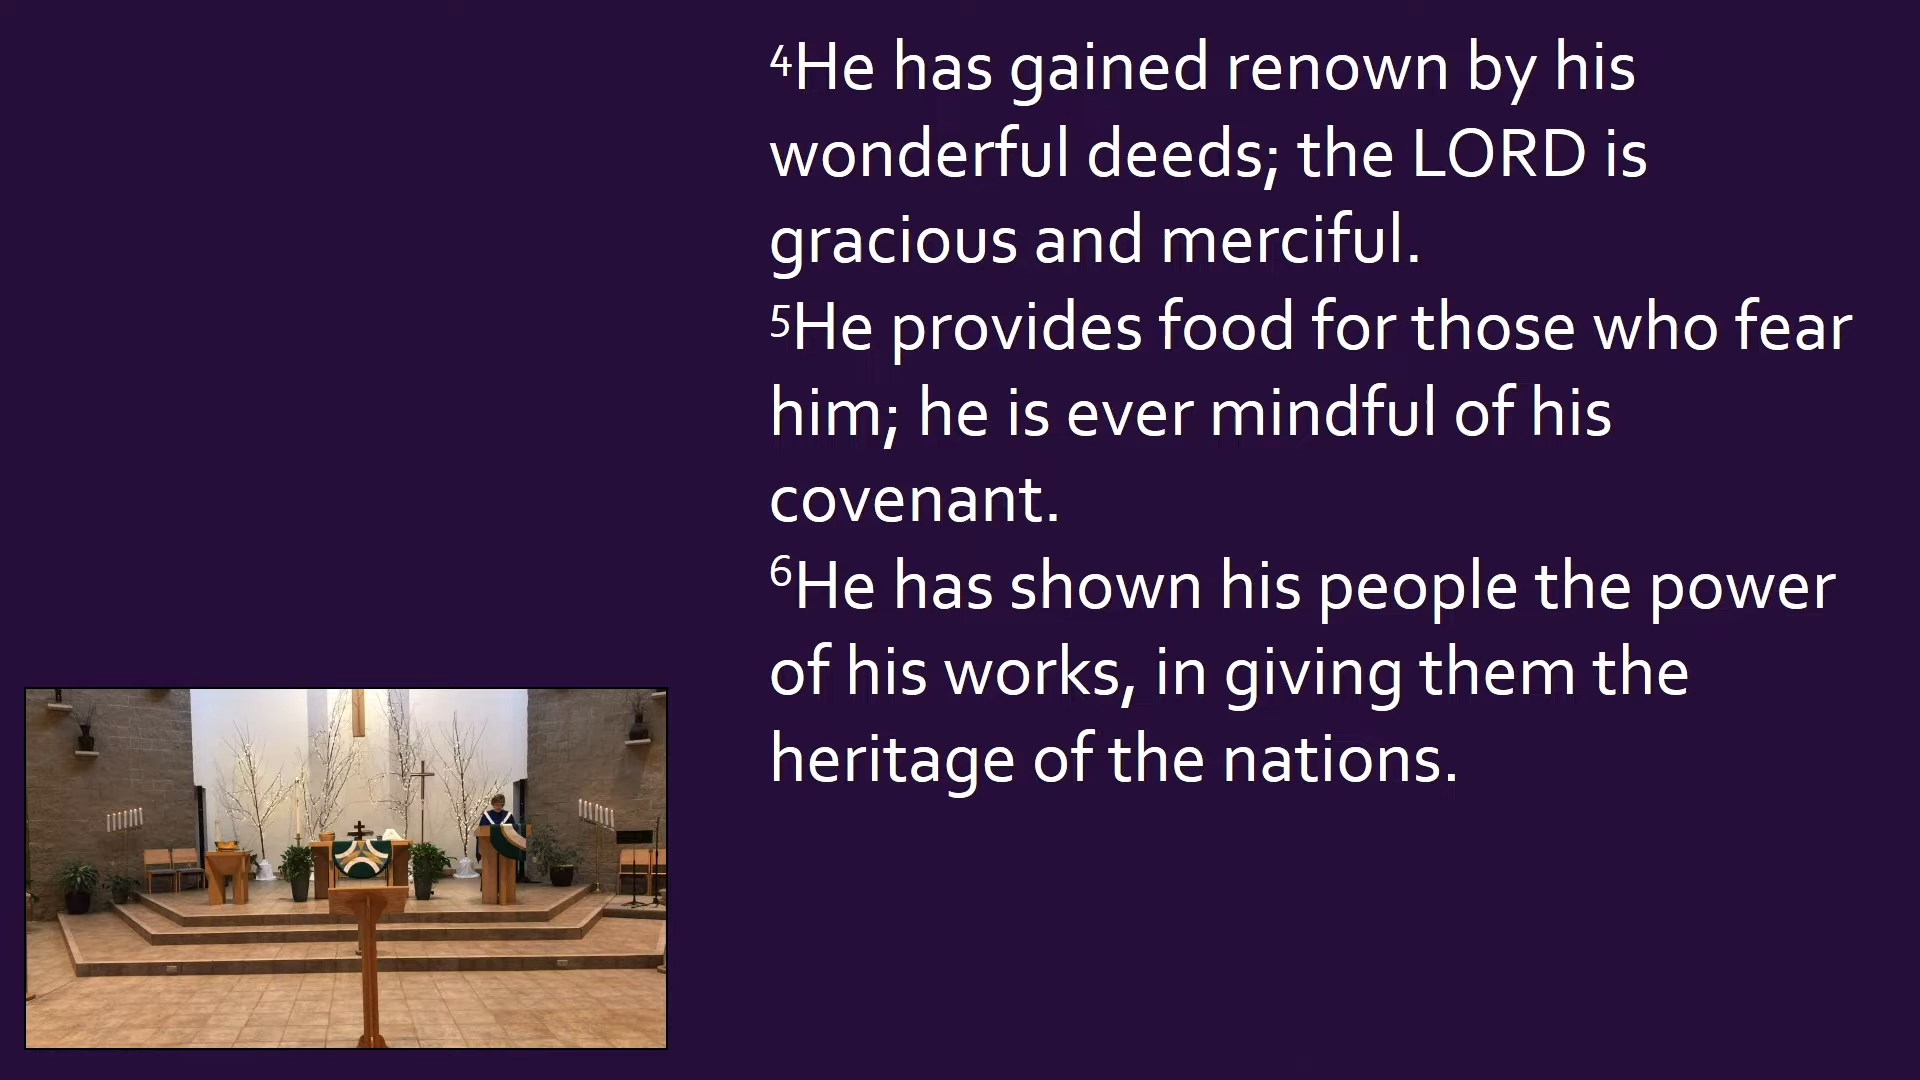 ⁴He has gained renown by his
wonderful deeds; the LORD is
gracious and merciful.
⁵He provides food for those who fear
him; he is ever mindful of his
covenant.
⁶He has shown his people the power
of his works, in giving them the
heritage of the nations.